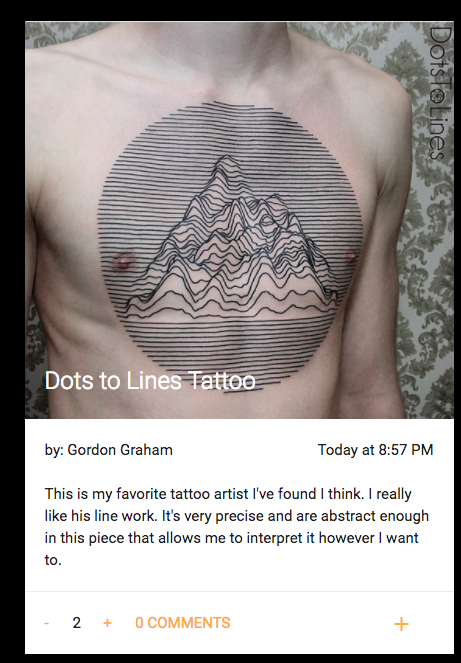 DotsToLines
Dots to Lines Tattoo
by: Gordon Graham Today at 8:57 PM
This is my favorite tattoo artist I've found I think. I really
like his line work. It's very precise and are abstract enough
in this piece that allows me to interpret it however I want
to.
- 2 + 0 COMMENTS +